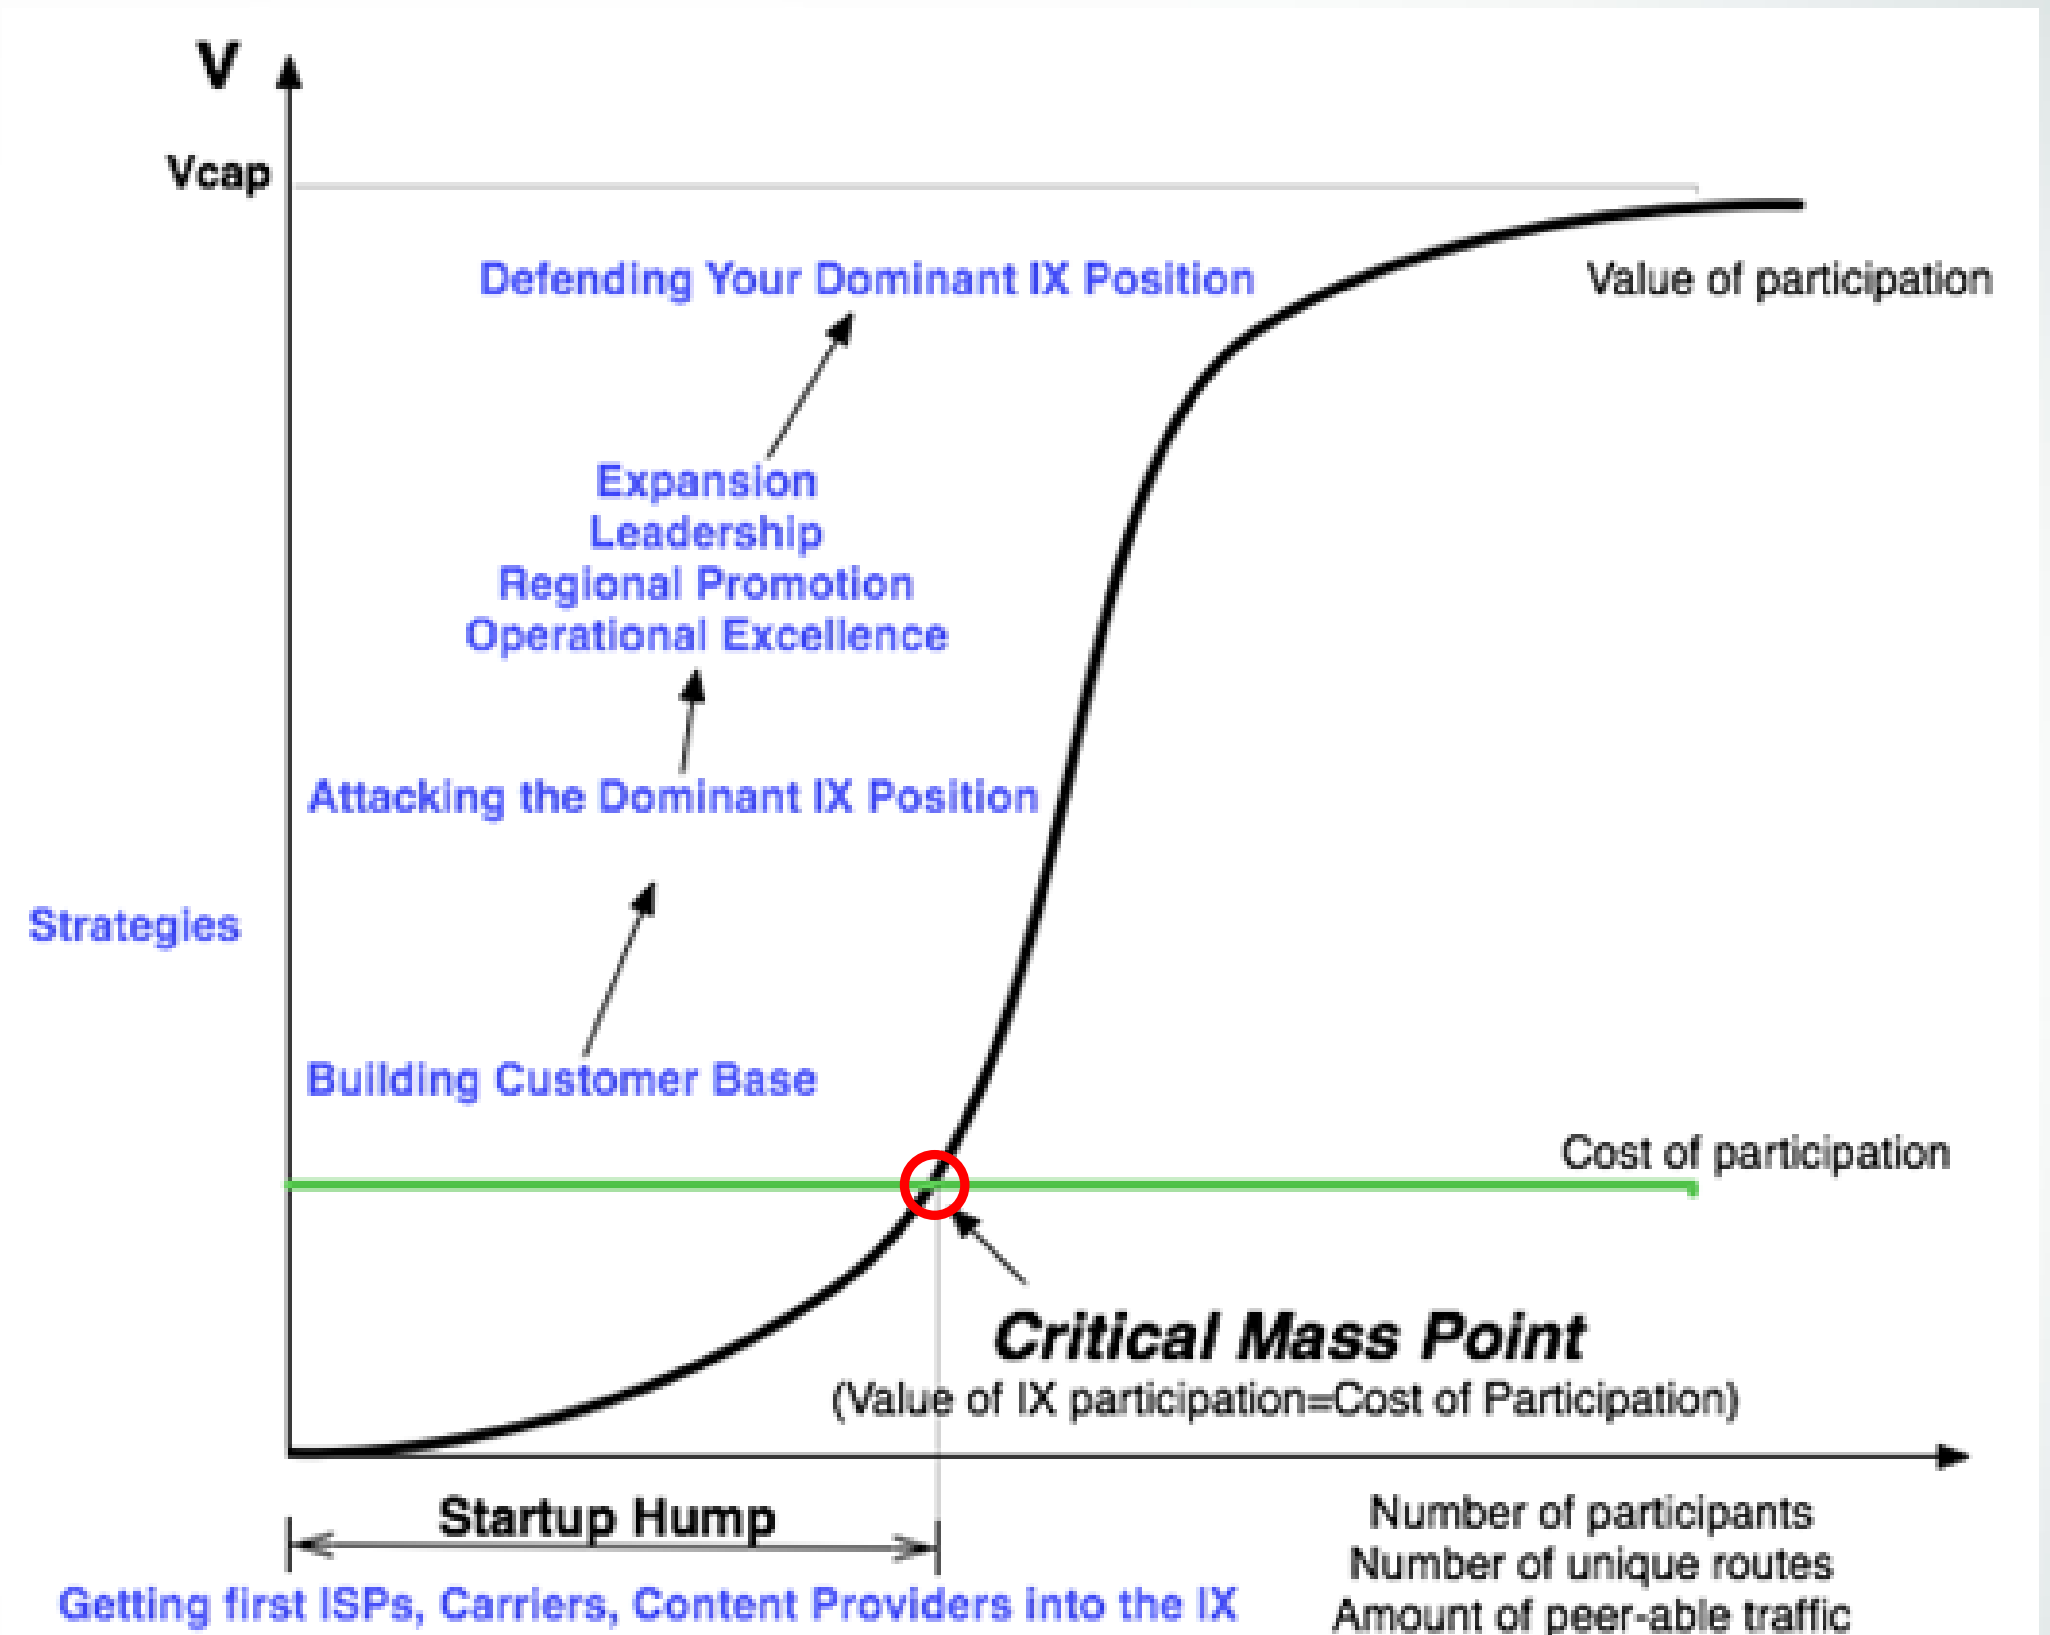 V
Vcap
Defending Your Dominant IX Position
Value of participation
Expansion
Leadership
Regional Promotion
Operational Excellence
Attacking the Dominant IX Position
Strategies
Building Customer Base
Cost of participation
Critical Mass Point
(Value of IX participation=Cost of Participation)
Startup Hump
Number of participants
Number of unique routes
Amount of peer-able traffic
Getting first ISPs, Carriers, Content Providers into the IX